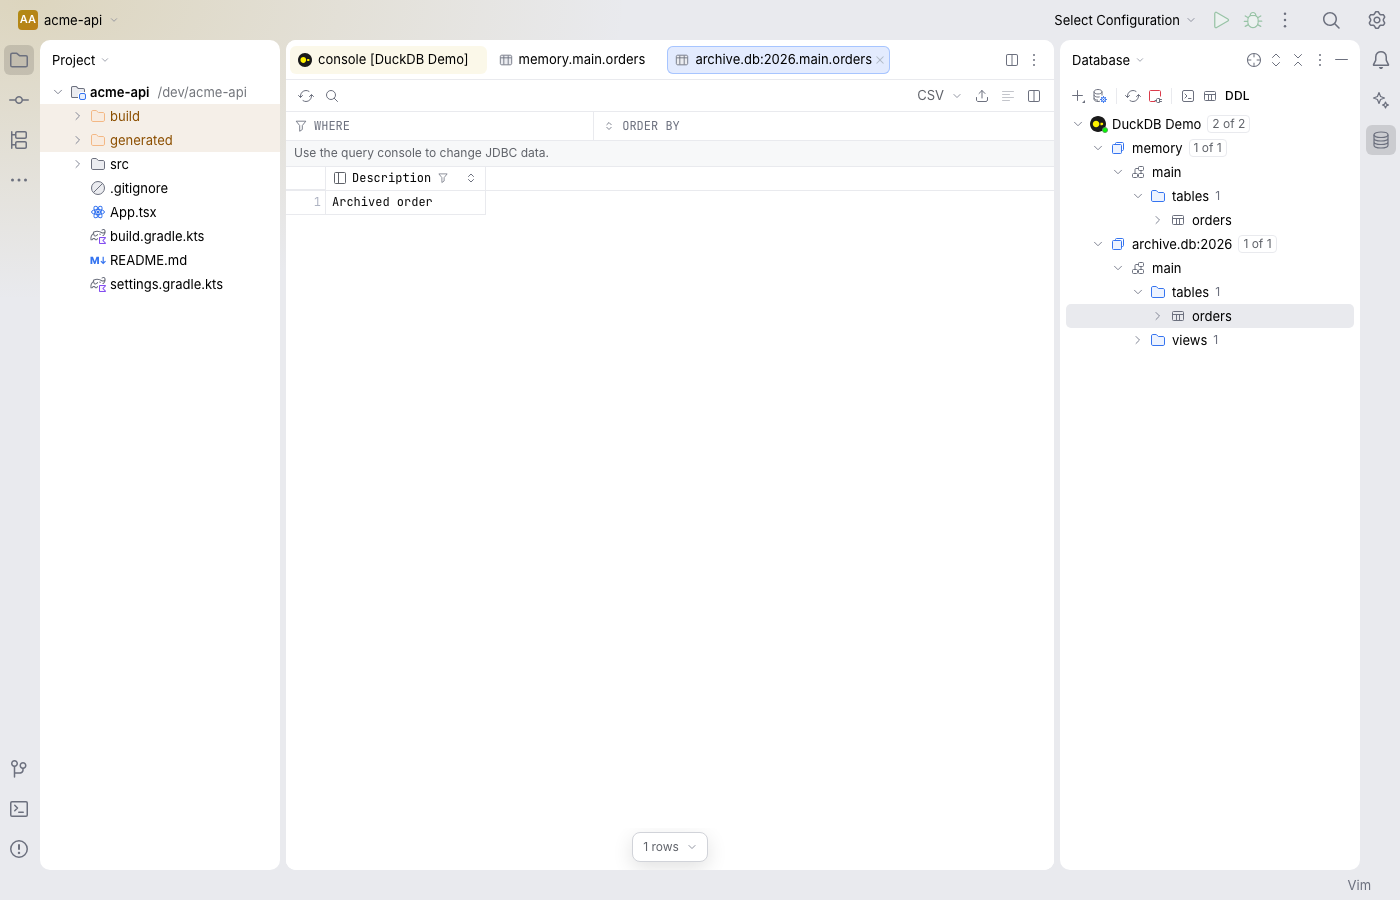 AA acme-api
Select Configuration
Project
acme-api /dev/acme-api
build
generated
src
.gitignore
App.tsx
build.gradle.kts
M↓ README.md
settings.gradle.kts
console [DuckDB Demo]
memory.main.orders
archive.db:2026.main.orders
CSV
WHERE
ORDER BY
Use the query console to change JDBC data.
Description
1 Archived order
1 rows
Database
DDL
DuckDB Demo 2 of 2
memory 1 of 1
main
tables 1
orders
archive.db:2026 1 of 1
main
tables 1
orders
views 1
Vim